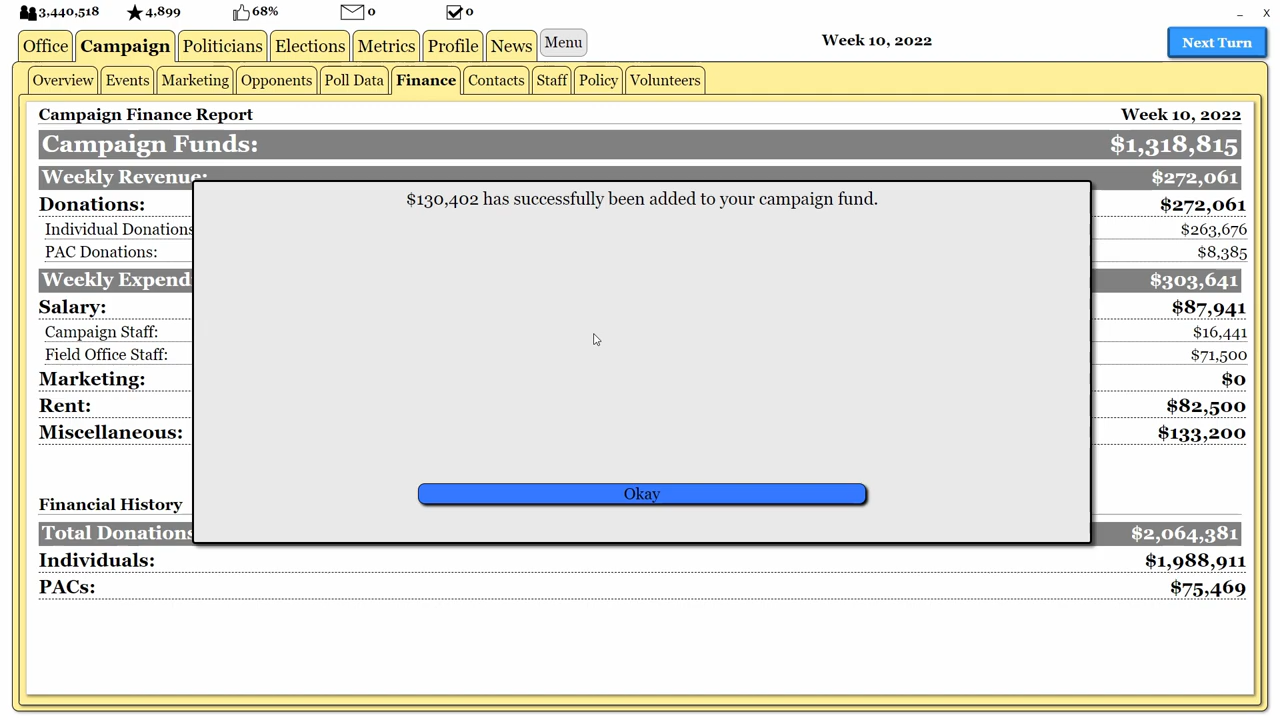 3,440,518 4,899 68% 0 0 _ X
Office Campaign Politicians Elections Metrics Profile News Menu Week 10, 2022 Next Turn
Overview Events Marketing Opponents Poll Data Finance Contacts Staff Policy Volunteers
Campaign Finance Report Week 10, 2022
Campaign Funds: $1,318,815
Weekly Revenue: $272,061
$130,402 has successfully been added to your campaign fund.
Donations: $272,061
Individual Donations $263,676
PAC Donations: $8,385
Weekly Expend $303,641
Salary: $87,941
Campaign Staff: $16,441
Field Office Staff: $71,500
Marketing: $0
Rent: $82,500
Miscellaneous: $133,200
Okay
Financial History
Total Donations $2,064,381
Individuals: $1,988,911
PACs: $75,469